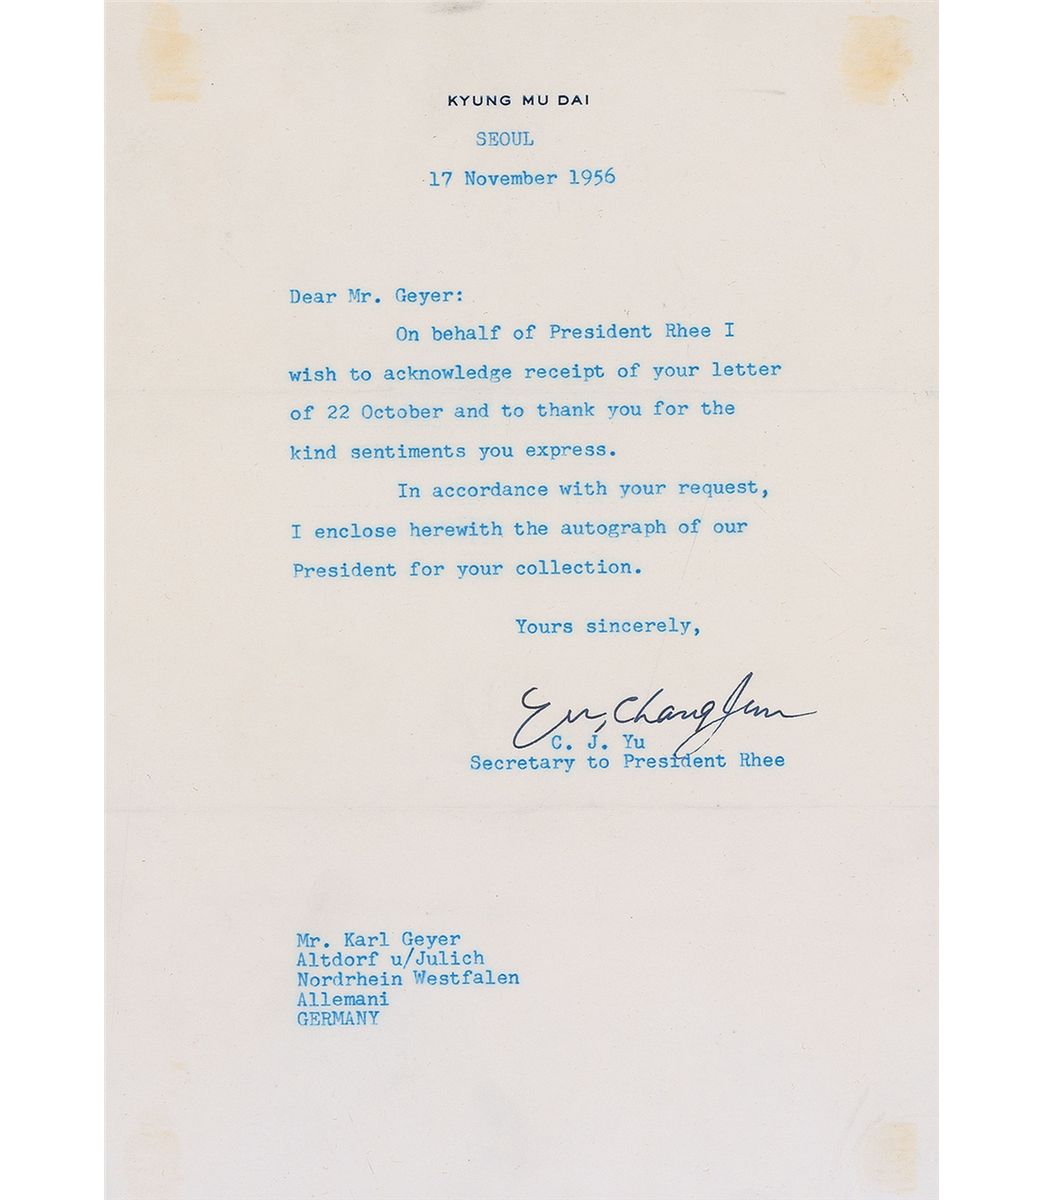 KYUNG MU DAI
SEOUL
17 November 1956
Dear Mr. Geyer:
On behalf of President Rhee I
wish to acknowledge receipt of your letter
of 22 October and to thank you for the
kind sentiments you express.
In accordance with your request,
I enclose herewith the autograph of our
President for your collection.
Yours sincerely,
Yu, Chang Jun
C. J. Yu
Secretary to President Rhee
Mr. Karl Geyer
Altdorf u/Julich
Nordrhein Westfalen
Allemani
GERMANY